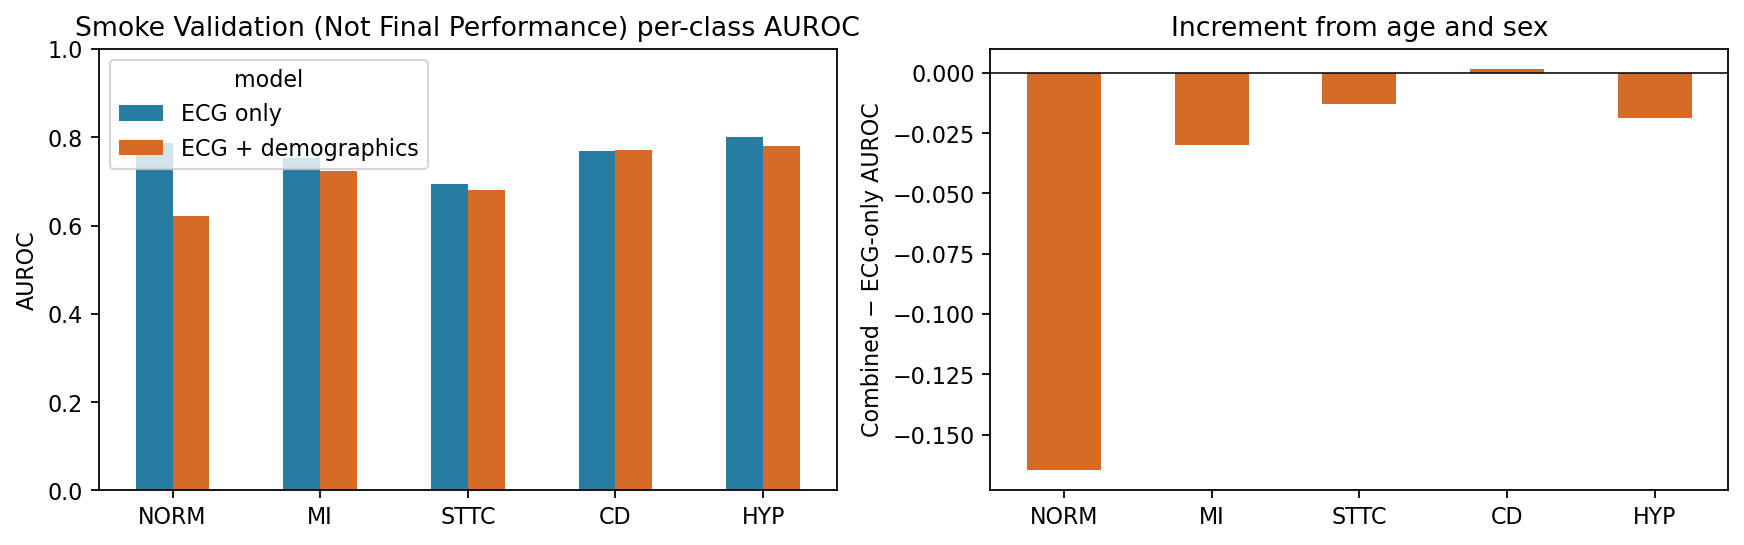 Smoke Validation (Not Final Performance) per-class AUROC
AUROC
1.0
0.8
0.6
0.4
0.2
0.0
model
ECG only
ECG + demographics
NORM MI STTC CD HYP
Increment from age and sex
Combined − ECG-only AUROC
0.000
−0.025
−0.050
−0.075
−0.100
−0.125
−0.150
NORM MI STTC CD HYP